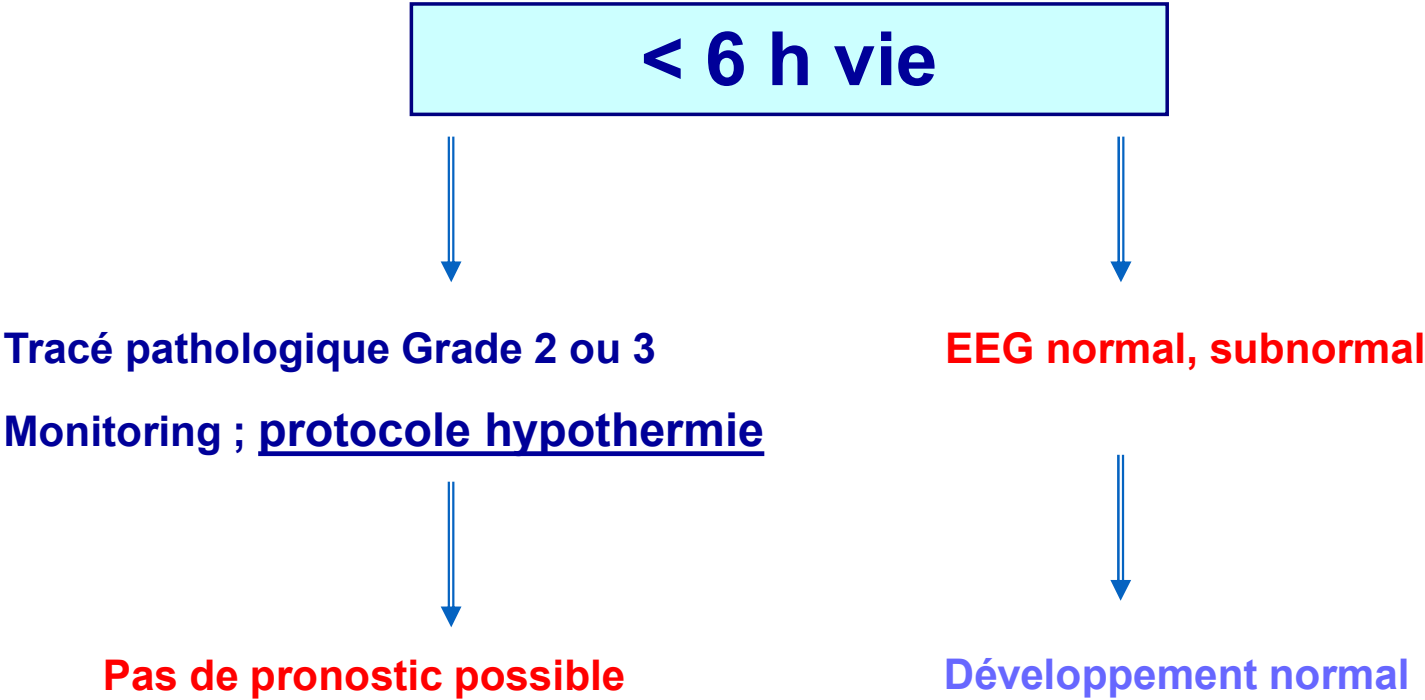 < 6 h vie
Tracé pathologique Grade 2 ou 3
Monitoring ; protocole hypothermie
Pas de pronostic possible
EEG normal, subnormal
Développement normal